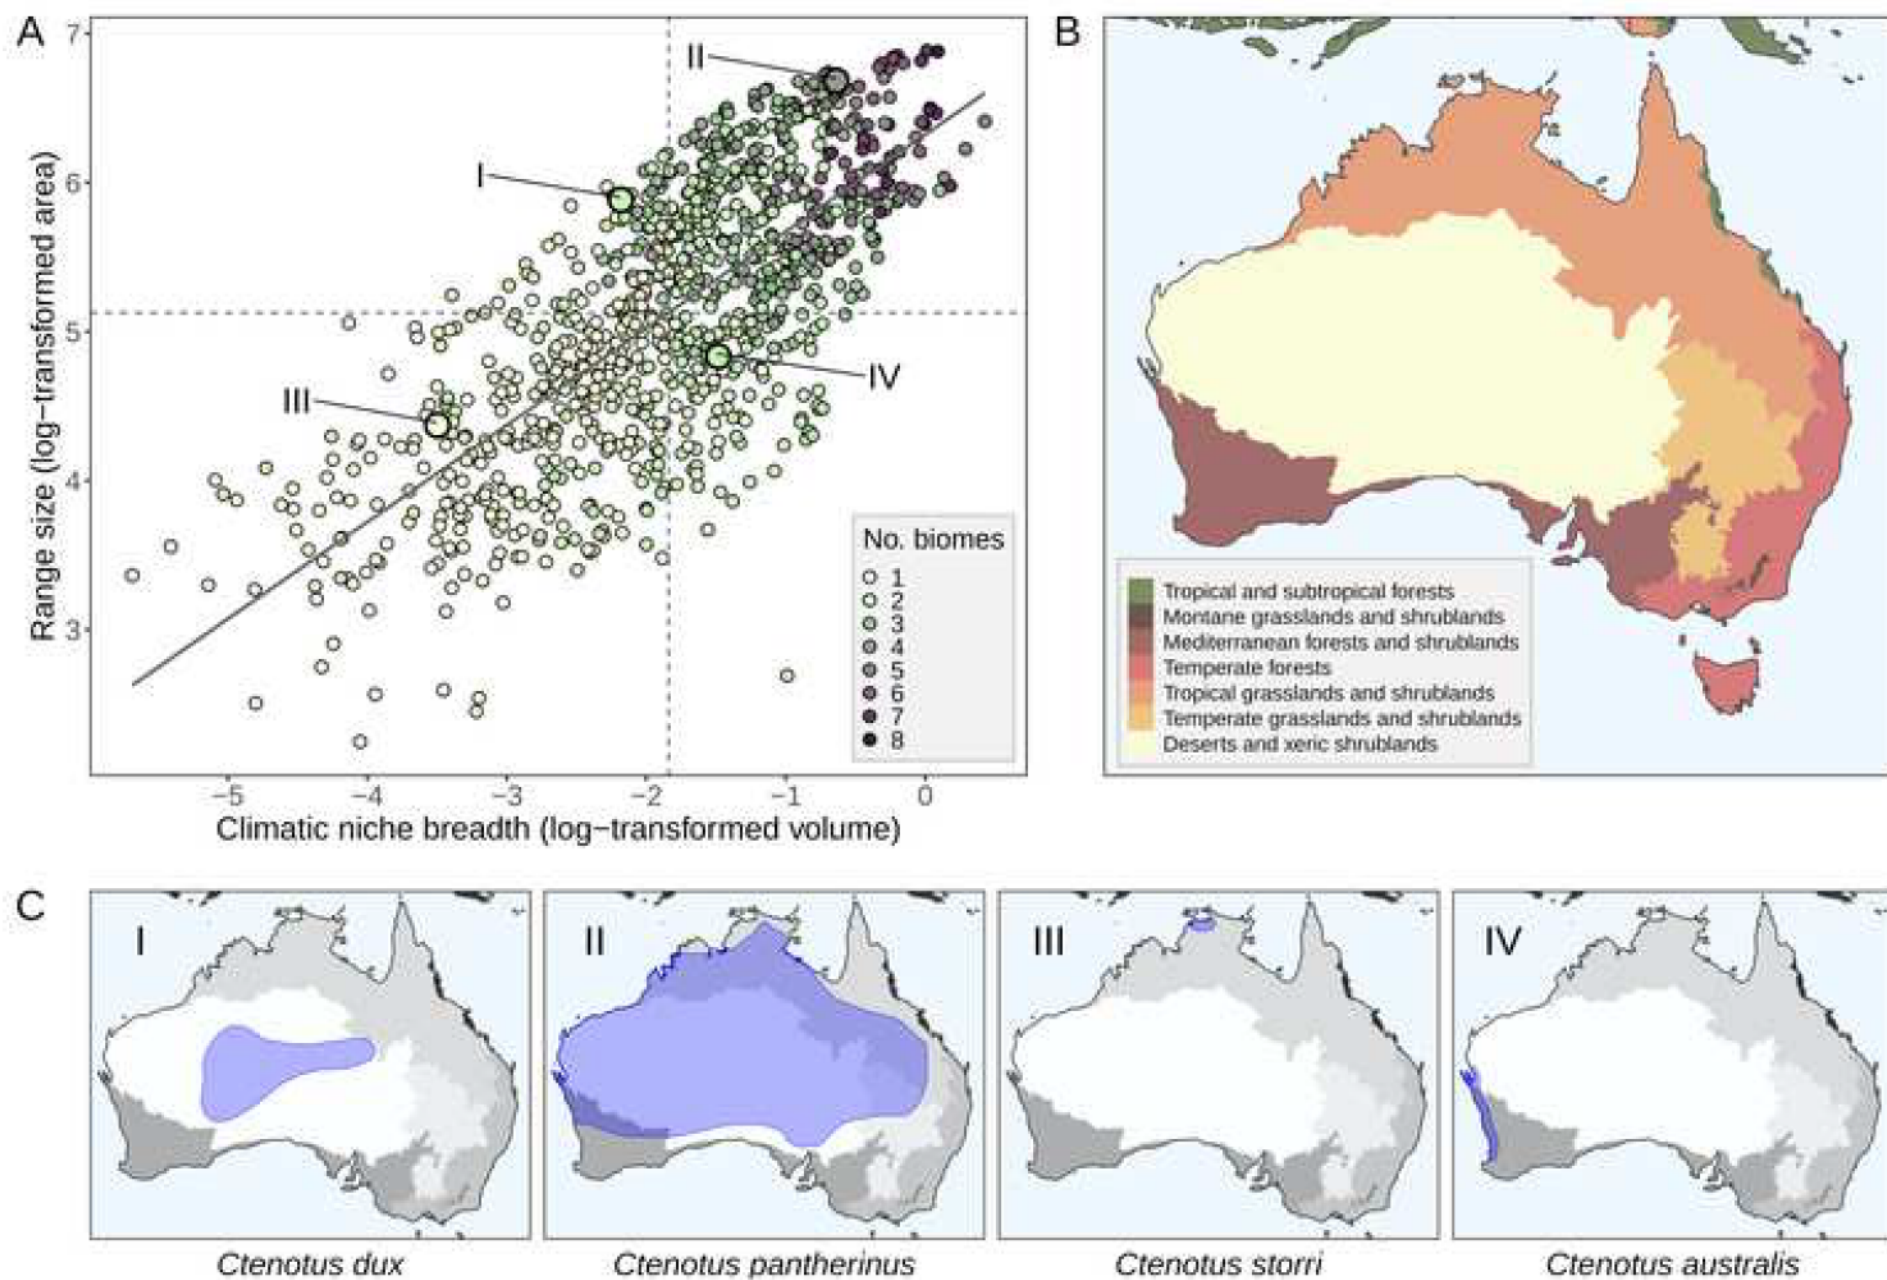 A
Range size (log−transformed area)
7
6
5
4
3
II
I
IV
III
No. biomes
1
2
3
4
5
6
7
8
−5 −4 −3 −2 −1 0
Climatic niche breadth (log−transformed volume)
B
Tropical and subtropical forests
Montane grasslands and shrublands
Mediterranean forests and shrublands
Temperate forests
Tropical grasslands and shrublands
Temperate grasslands and shrublands
Deserts and xeric shrublands
C
I II III IV
Ctenotus dux Ctenotus pantherinus Ctenotus storri Ctenotus australis